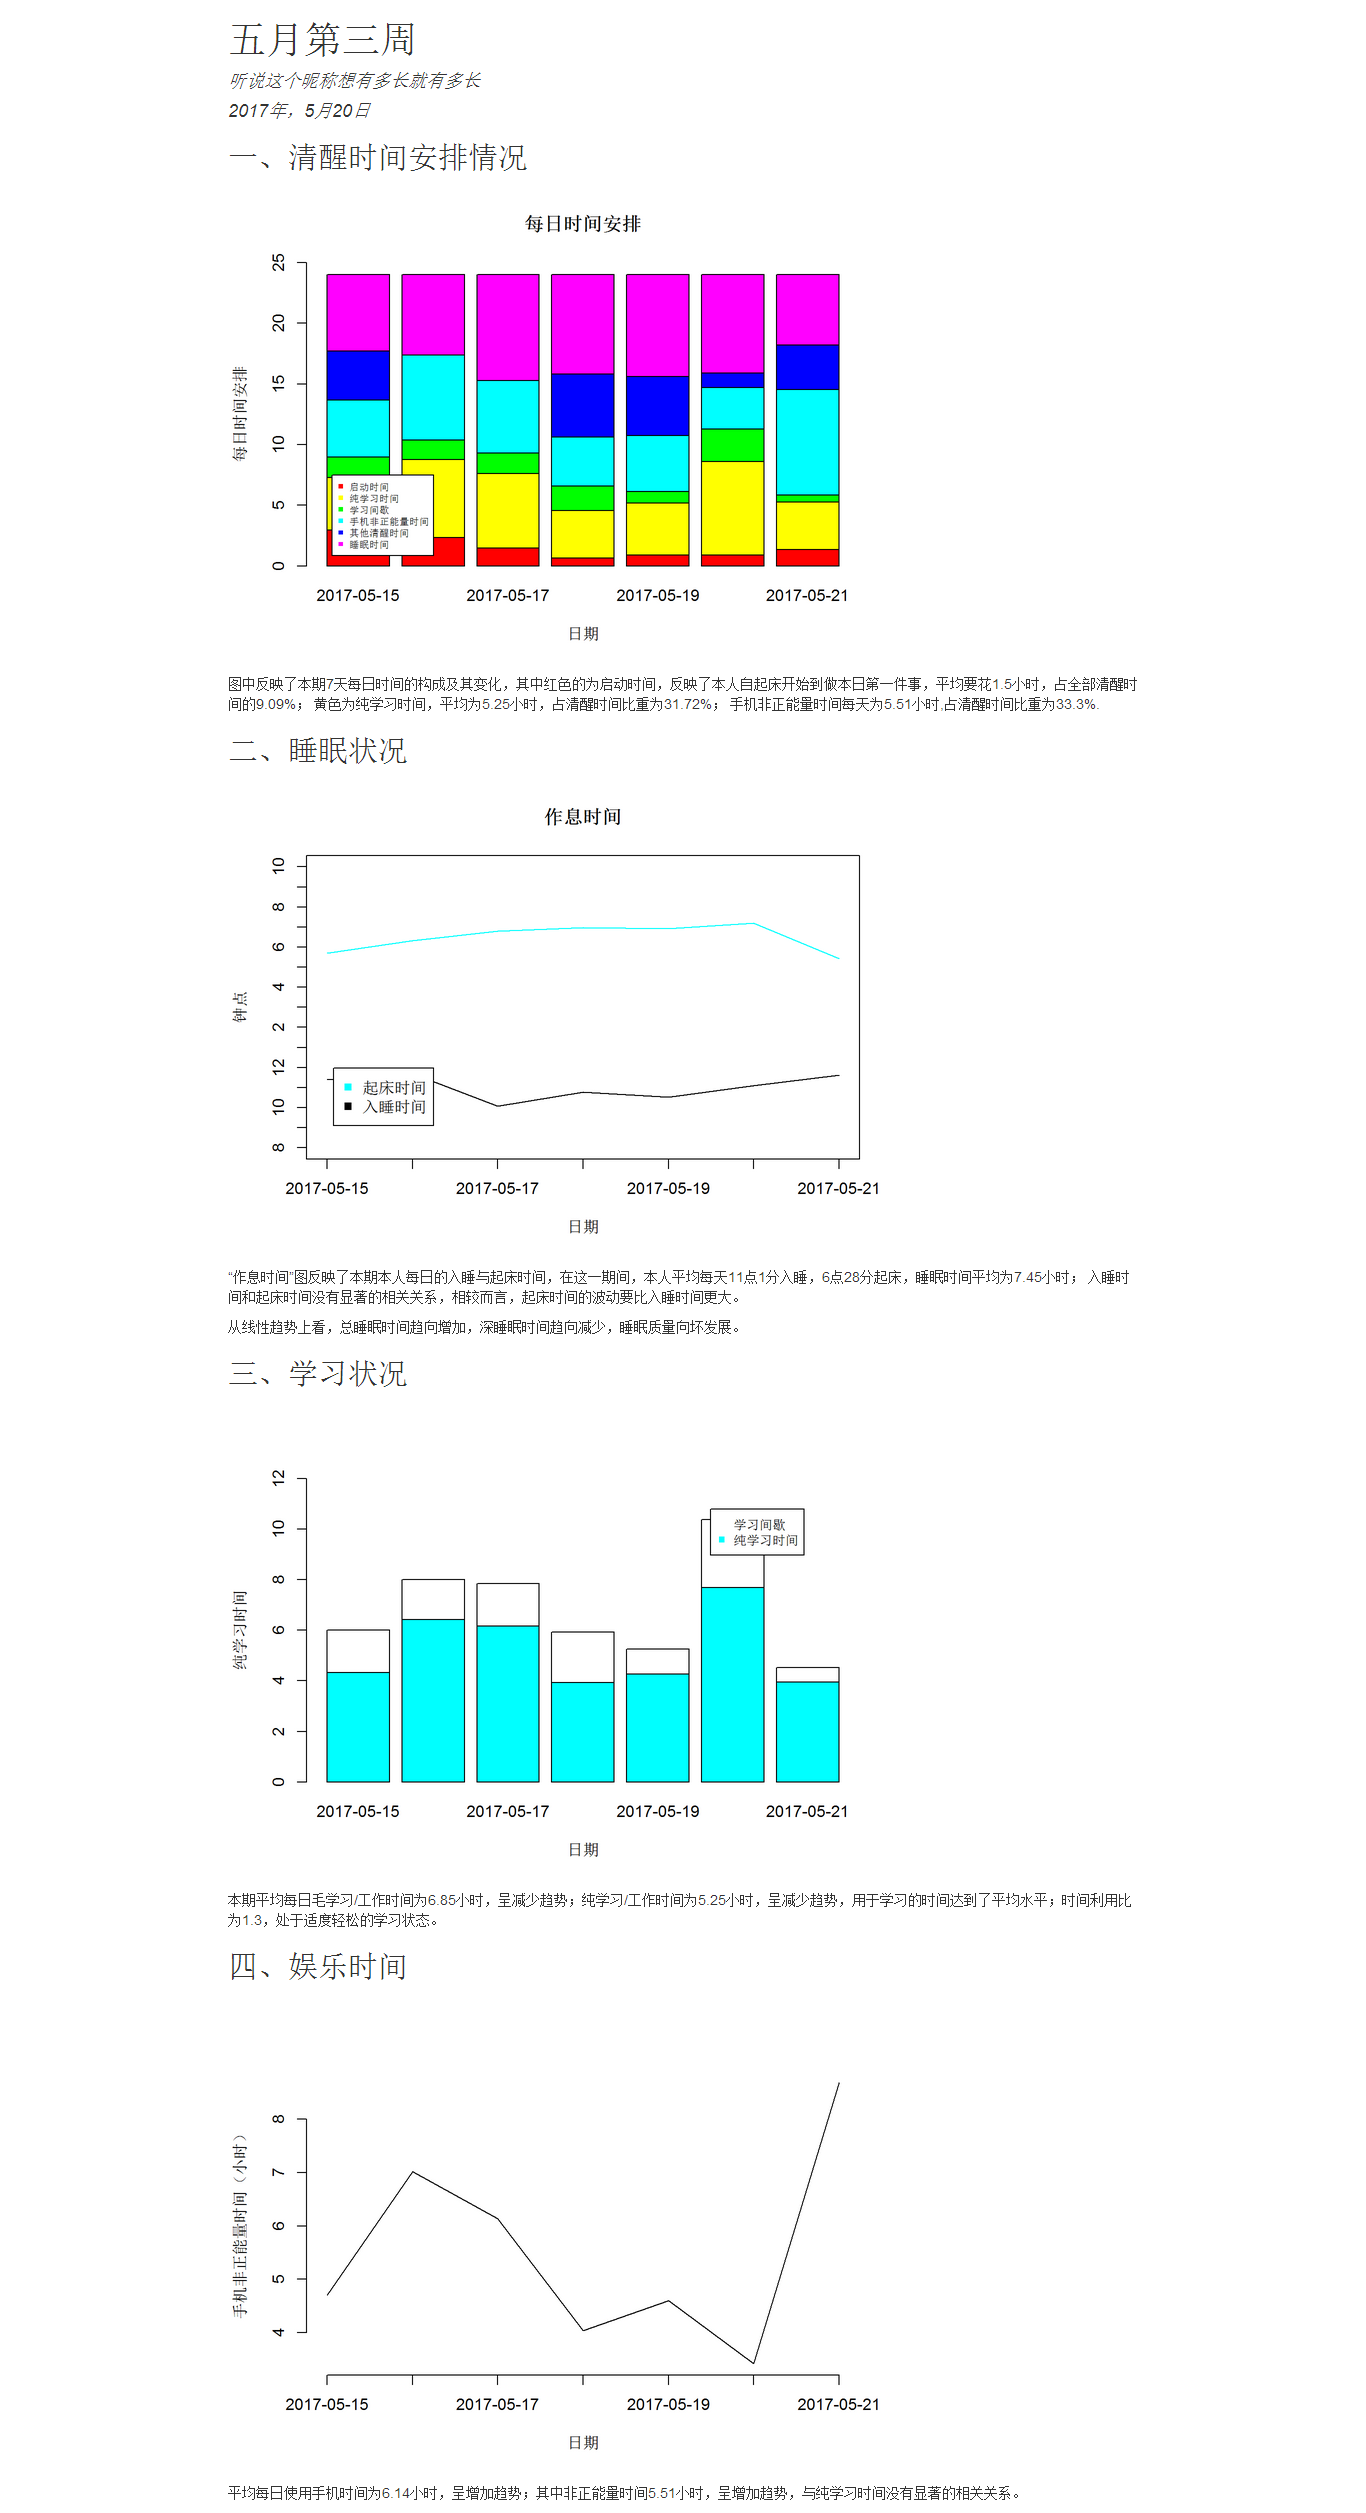 五月第三周
听说这个昵称想有多长就有多长
2017年，5月20日
一、清醒时间安排情况
每日时间安排
25
20
15
10
5
0
每日时间安排
启动时间
纯学习时间
学习间歇
手机非正能量时间
其他清醒时间
睡眠时间
2017-05-15 2017-05-17 2017-05-19 2017-05-21
日期
图中反映了本期7天每日时间的构成及其变化，其中红色的为启动时间，反映了本人自起床开始到做本日第一件事，平均要花1.5小时，占全部清醒时
间的9.09%； 黄色为纯学习时间，平均为5.25小时，占清醒时间比重为31.72%； 手机非正能量时间每天为5.51小时,占清醒时间比重为33.3%.
二、睡眠状况
作息时间
10
8
6
4
2
12
10
8
钟点
起床时间
入睡时间
2017-05-15 2017-05-17 2017-05-19 2017-05-21
日期
“作息时间”图反映了本期本人每日的入睡与起床时间，在这一期间，本人平均每天11点1分入睡，6点28分起床，睡眠时间平均为7.45小时； 入睡时
间和起床时间没有显著的相关关系，相较而言，起床时间的波动要比入睡时间更大。
从线性趋势上看，总睡眠时间趋向增加，深睡眠时间趋向减少，睡眠质量向坏发展。
三、学习状况
12
10
8
6
4
2
0
纯学习时间
学习间歇
纯学习时间
2017-05-15 2017-05-17 2017-05-19 2017-05-21
日期
本期平均每日毛学习/工作时间为6.85小时，呈减少趋势；纯学习/工作时间为5.25小时，呈减少趋势，用于学习的时间达到了平均水平；时间利用比
为1.3，处于适度轻松的学习状态。
四、娱乐时间
8
7
6
5
4
手机非正能量时间（小时）
2017-05-15 2017-05-17 2017-05-19 2017-05-21
日期
平均每日使用手机时间为6.14小时，呈增加趋势；其中非正能量时间5.51小时，呈增加趋势，与纯学习时间没有显著的相关关系。